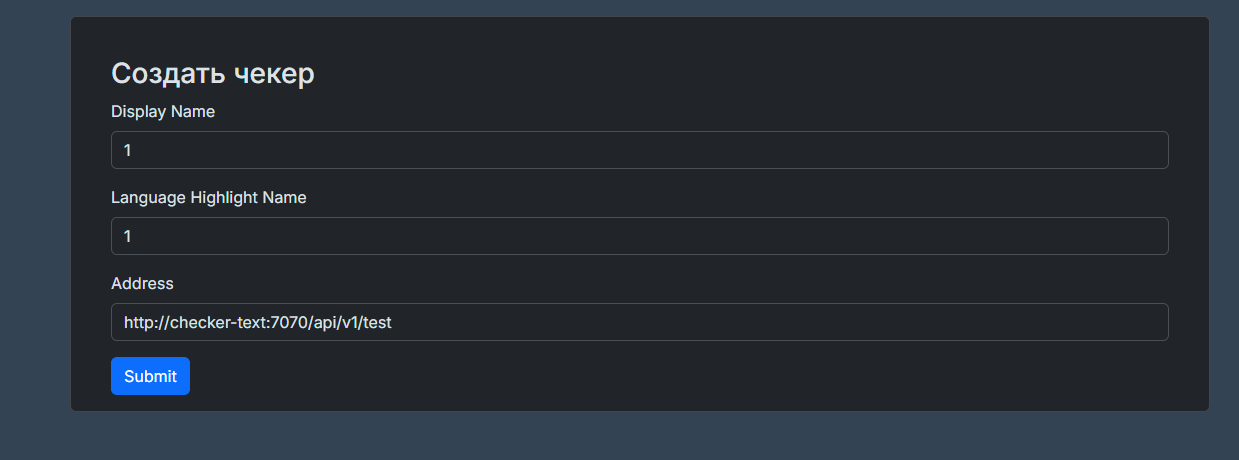 Создать чекер
Display Name
1
Language Highlight Name
1
Address
http://checker-text:7070/api/v1/test
Submit